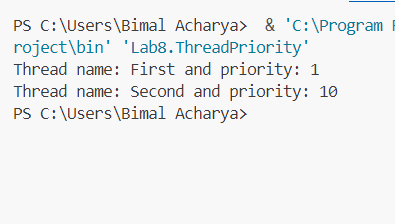 PS C:\Users\Bimal Acharya>  & 'C:\Program
roject\bin' 'Lab8.ThreadPriority'
Thread name: First and priority: 1
Thread name: Second and priority: 10
PS C:\Users\Bimal Acharya>